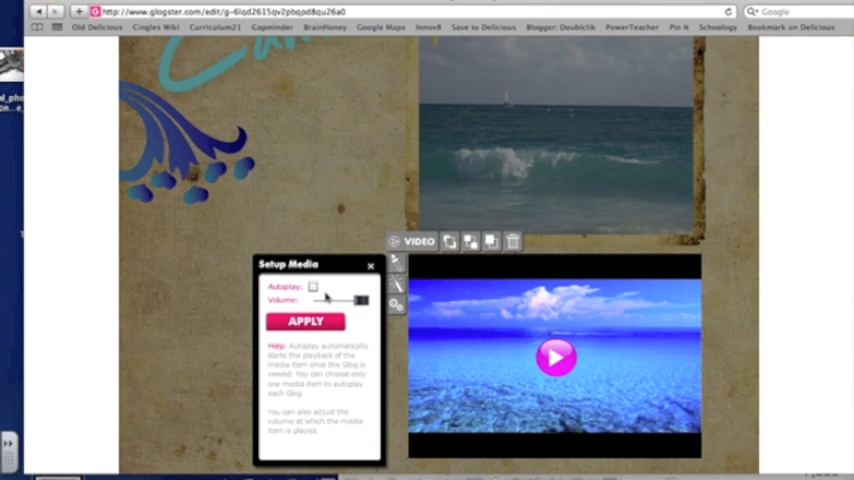 http://www.glogster.com/edit/g-6lqd2615qv2pbqpd8qu26a0
Google
Old Delicious Cingles Wiki Curriculum21 Gapminder BrainHoney Google Maps Innov8 Save to Delicious Blogger: Doubiclik PowerTeacher Pin It Schoology Bookmark on Delicious
VIDEO
Setup Media
Autoplay:
Volume:
APPLY
Help: Autoplay automatically
starts the playback of the
media item once the Glog is
viewed. You can choose only
one media item to autoplay
each Glog.
You can also adjust the
volume at which the media
item is played.